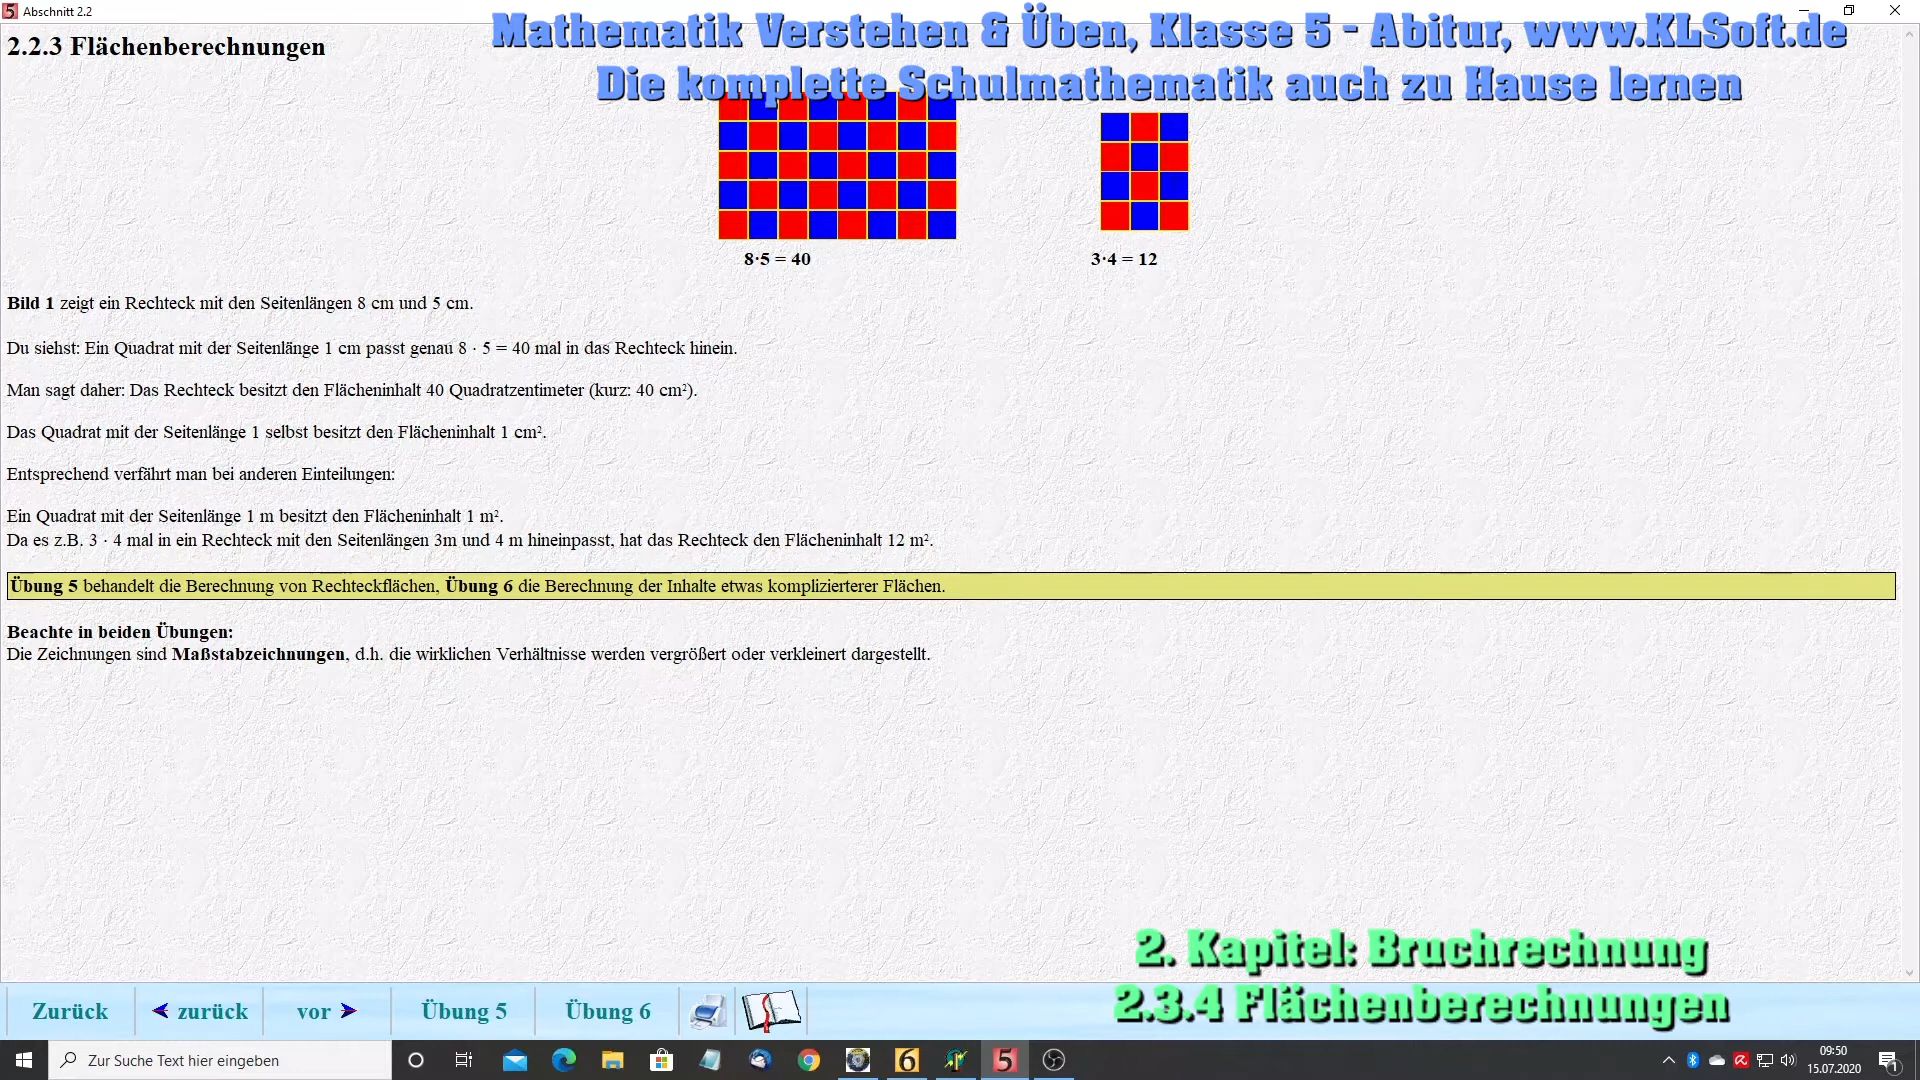 Abschnitt 2.2
Mathematik Verstehen & Üben, Klasse 5 - Abitur, www.KLSoft.de
Die komplette Schulmathematik auch zu Hause lernen
2.2.3 Flächenberechnungen
8·5 = 40
3·4 = 12
Bild 1 zeigt ein Rechteck mit den Seitenlängen 8 cm und 5 cm.
Du siehst: Ein Quadrat mit der Seitenlänge 1 cm passt genau 8 · 5 = 40 mal in das Rechteck hinein.
Man sagt daher: Das Rechteck besitzt den Flächeninhalt 40 Quadratzentimeter (kurz: 40 cm²).
Das Quadrat mit der Seitenlänge 1 selbst besitzt den Flächeninhalt 1 cm².
Entsprechend verfährt man bei anderen Einteilungen:
Ein Quadrat mit der Seitenlänge 1 m besitzt den Flächeninhalt 1 m².
Da es z.B. 3 · 4 mal in ein Rechteck mit den Seitenlängen 3m und 4 m hineinpasst, hat das Rechteck den Flächeninhalt 12 m².
Übung 5 behandelt die Berechnung von Rechteckflächen, Übung 6 die Berechnung der Inhalte etwas komplizierterer Flächen.
Beachte in beiden Übungen:
Die Zeichnungen sind Maßstabzeichnungen, d.h. die wirklichen Verhältnisse werden vergrößert oder verkleinert dargestellt.
2. Kapitel: Bruchrechnung
2.3.4 Flächenberechnungen
Zurück
zurück
vor
Übung 5
Übung 6
Zur Suche Text hier eingeben
6
5
09:50
15.07.2020
1